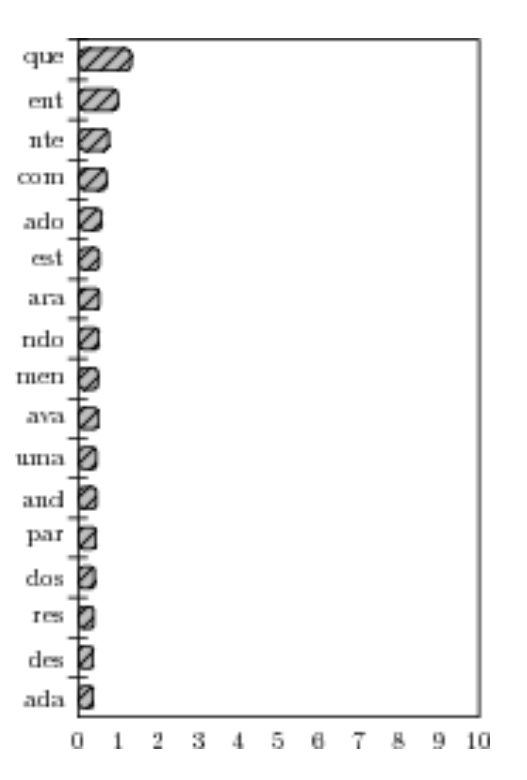 que
ent
nte
com
ado
est
ara
ndo
men
ava
uma
and
par
dos
res
des
ada
0 1 2 3 4 5 6 7 8 9 10